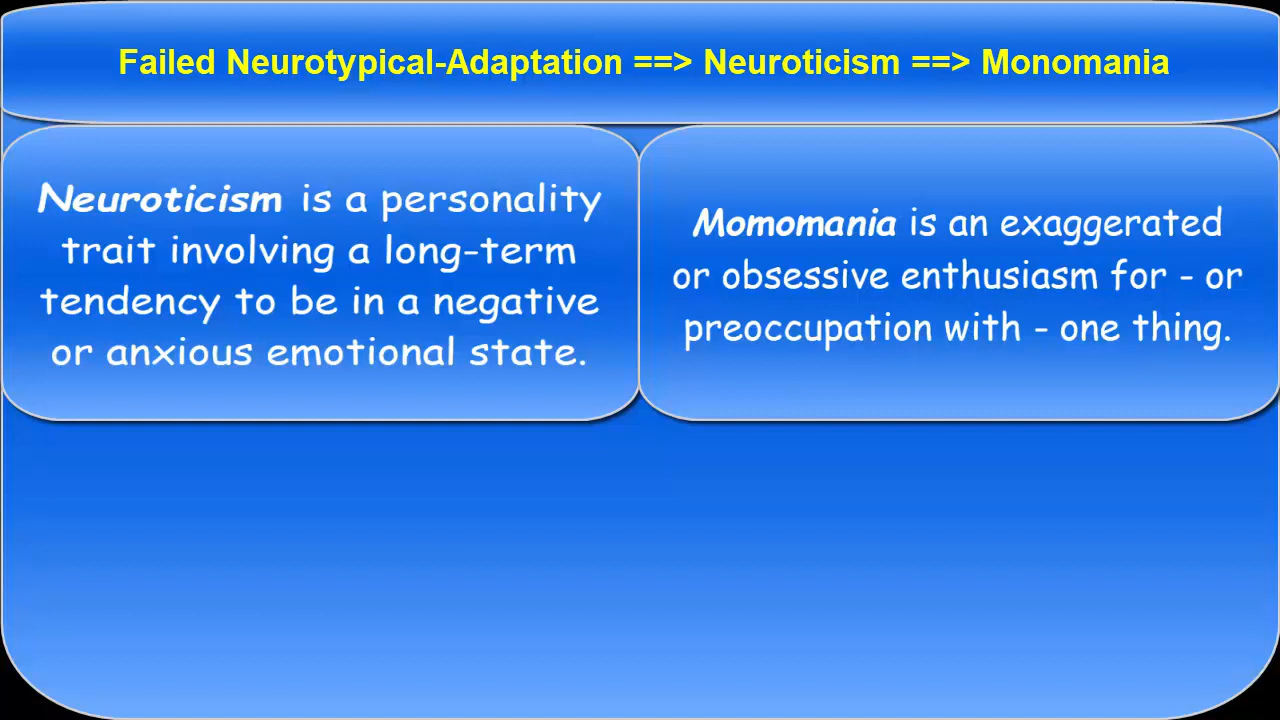 Failed Neurotypical-Adaptation ==> Neuroticism ==> Monomania
Neuroticism is a personality
trait involving a long-term
tendency to be in a negative
or anxious emotional state.
Momomania is an exaggerated
or obsessive enthusiasm for - or
preoccupation with - one thing.